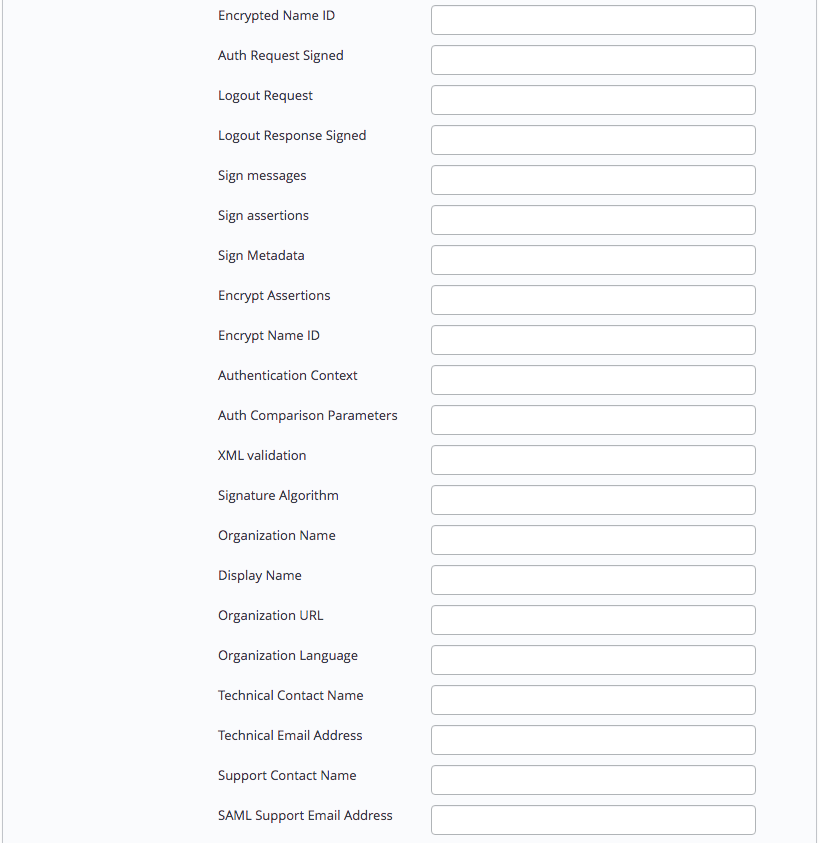 Encrypted Name ID
Auth Request Signed
Logout Request
Logout Response Signed
Sign messages
Sign assertions
Sign Metadata
Encrypt Assertions
Encrypt Name ID
Authentication Context
Auth Comparison Parameters
XML validation
Signature Algorithm
Organization Name
Display Name
Organization URL
Organization Language
Technical Contact Name
Technical Email Address
Support Contact Name
SAML Support Email Address